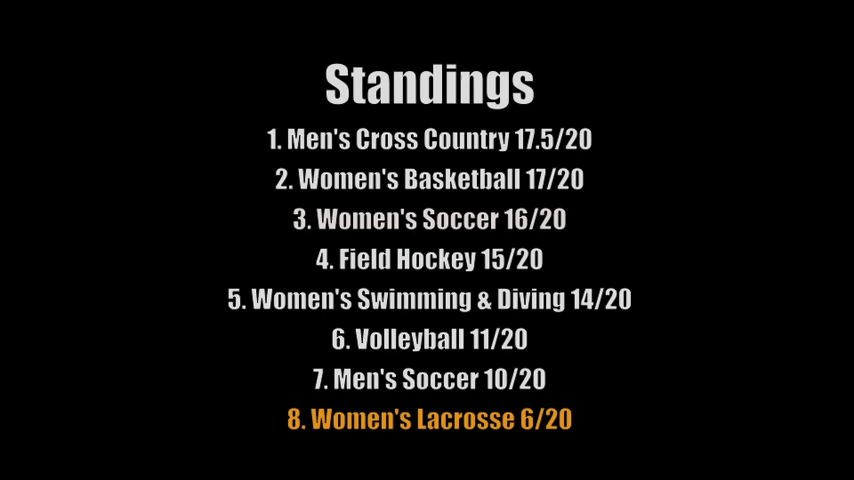 Standings
1. Men's Cross Country 17.5/20
2. Women's Basketball 17/20
3. Women's Soccer 16/20
4. Field Hockey 15/20
5. Women's Swimming & Diving 14/20
6. Volleyball 11/20
7. Men's Soccer 10/20
8. Women's Lacrosse 6/20